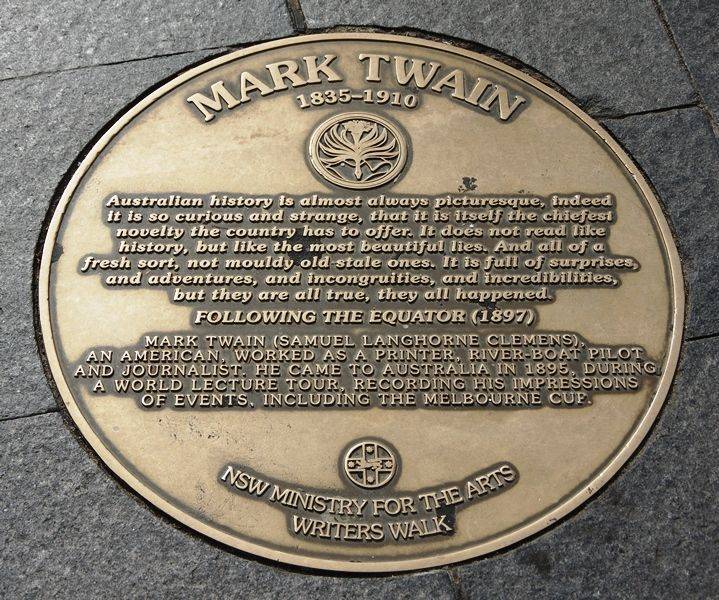 MARK TWAIN
1835–1910
Australian history is almost always picturesque, indeed
it is so curious and strange, that it is itself the chiefest
novelty the country has to offer. It does not read like
history, but like the most beautiful lies. And all of a
fresh sort, not mouldy old stale ones. It is full of surprises,
and adventures, and incongruities, and incredibilities,
but they are all true, they all happened.
FOLLOWING THE EQUATOR (1897)
MARK TWAIN (SAMUEL LANGHORNE CLEMENS),
AN AMERICAN, WORKED AS A PRINTER, RIVER-BOAT PILOT
AND JOURNALIST. HE CAME TO AUSTRALIA IN 1895, DURING
A WORLD LECTURE TOUR, RECORDING HIS IMPRESSIONS
OF EVENTS, INCLUDING THE MELBOURNE CUP.
NSW MINISTRY FOR THE ARTS
WRITERS WALK